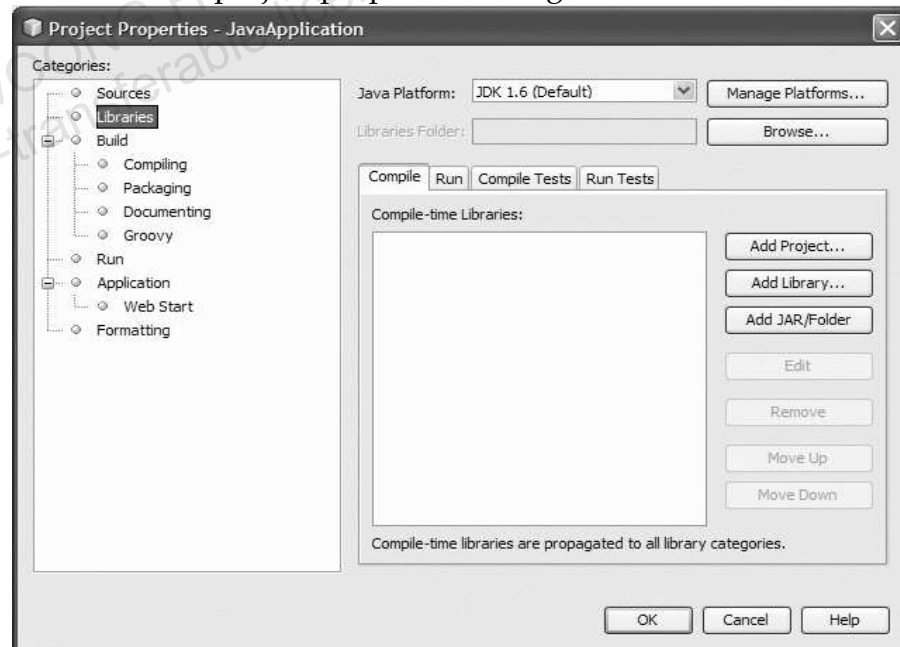 Project Properties - JavaApplication
Categories:
Sources
Libraries
Build
Compiling
Packaging
Documenting
Groovy
Run
Application
Web Start
Formatting
Java Platform: JDK 1.6 (Default) Manage Platforms...
Libraries Folder: Browse...
Compile Run Compile Tests Run Tests
Compile-time Libraries:
Add Project...
Add Library...
Add JAR/Folder
Edit
Remove
Move Up
Move Down
Compile-time libraries are propagated to all library categories.
OK Cancel Help